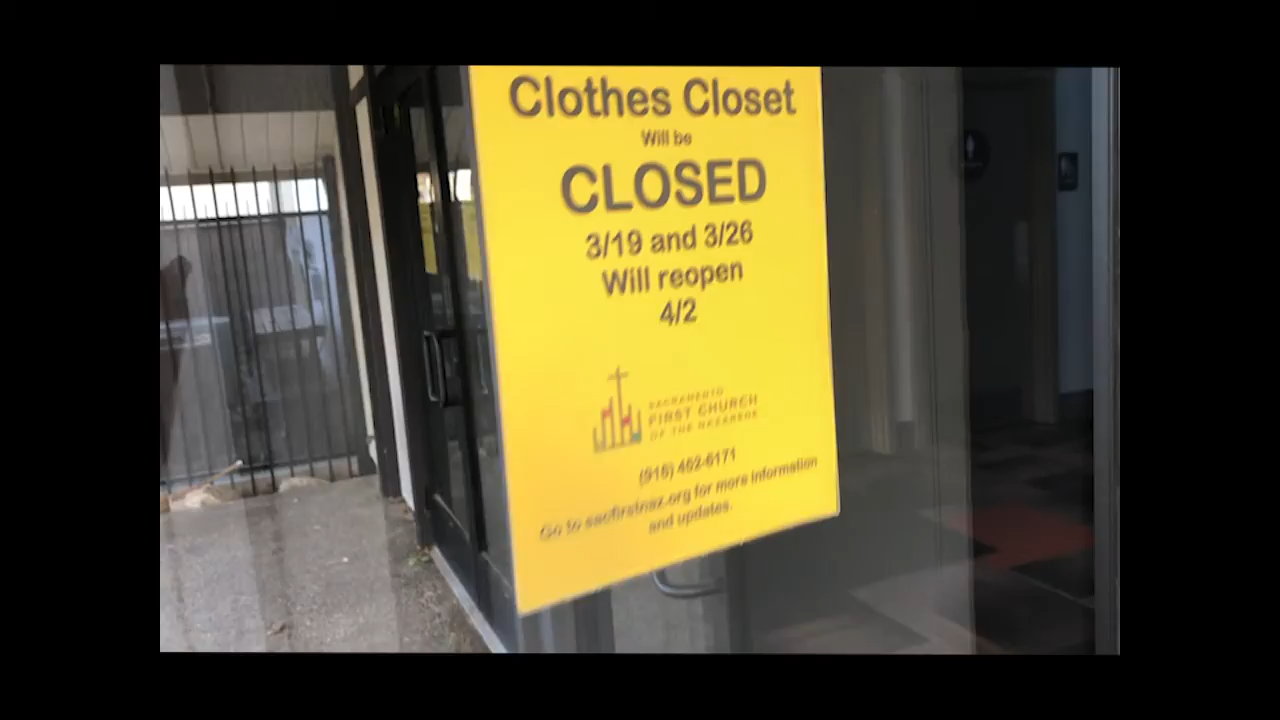 Clothes Closet
Will be
CLOSED
3/19 and 3/26
Will reopen
4/2
SACRAMENTO
FIRST CHURCH
OF THE NAZARENE
(916) 452-6171
Go to sacfirstnaz.org for more information
and updates.